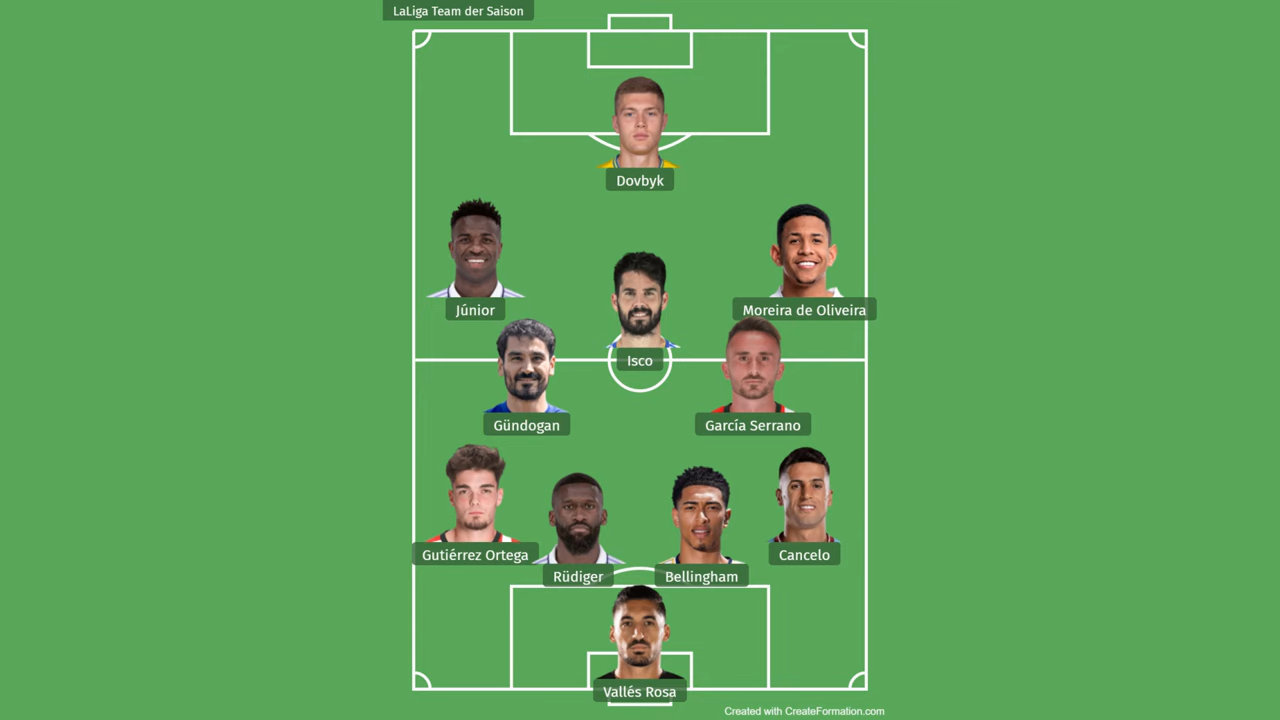 LaLiga Team der Saison
Dovbyk
Júnior
Moreira de Oliveira
Isco
Gündogan
García Serrano
Gutiérrez Ortega
Cancelo
Rüdiger
Bellingham
Vallés Rosa
Created with CreateFormation.com